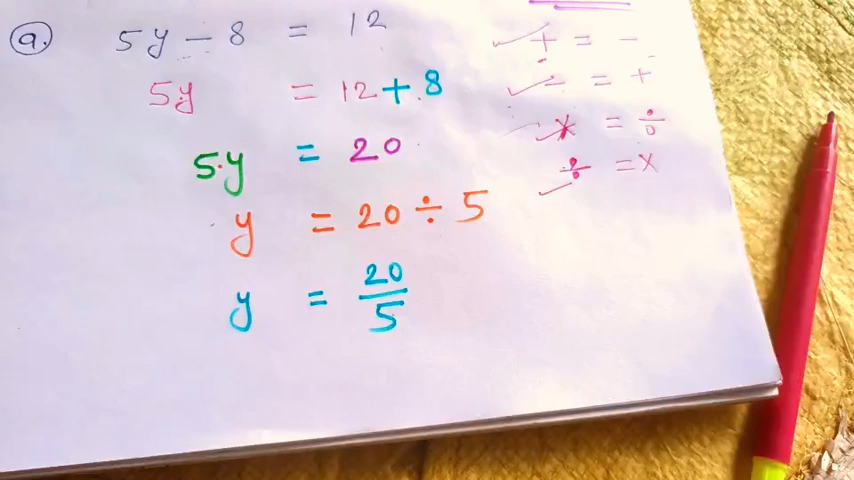 a. 5y - 8 = 12
5y = 12 + 8
5.y = 20
y = 20 ÷ 5
y = 20/5
+ = -
- = +
× = ÷
÷ = ×